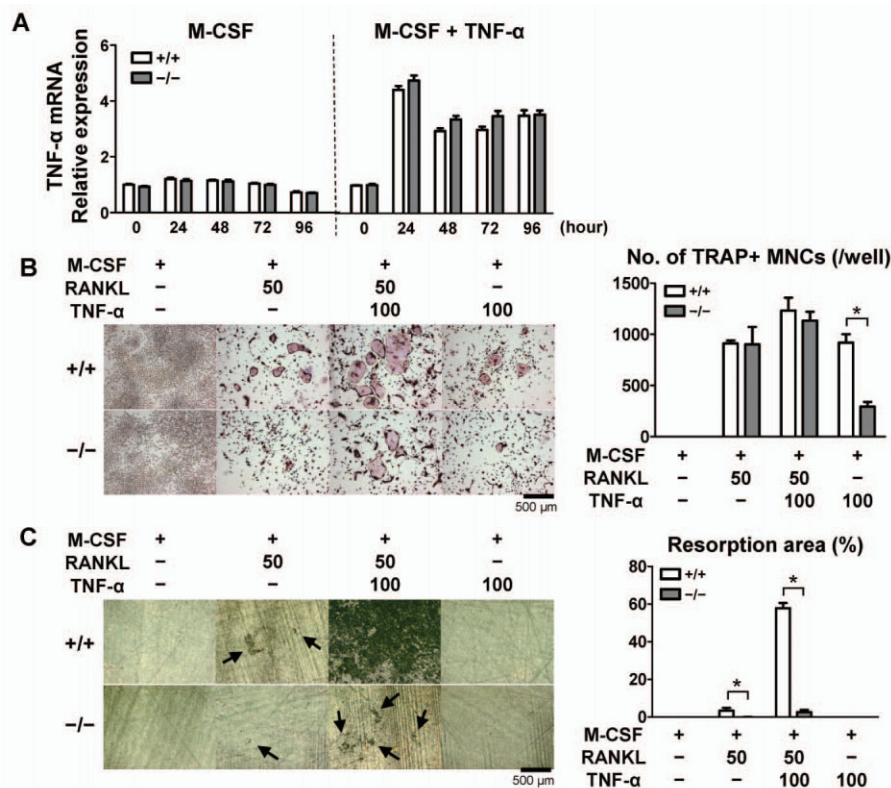 A
M-CSF
M-CSF + TNF-α
TNF-α mRNA
Relative expression
6
4
2
0
+/+
−/−
0 24 48 72 96 0 24 48 72 96 (hour)
B
M-CSF + + + +
RANKL − 50 50 −
TNF-α − − 100 100
+/+
−/−
500 µm
No. of TRAP+ MNCs (/well)
1500
1000
500
0
+/+
−/−
*
M-CSF + + + +
RANKL − 50 50 −
TNF-α − − 100 100
C
M-CSF + + + +
RANKL − 50 50 −
TNF-α − − 100 100
+/+
−/−
500 µm
Resorption area (%)
80
60
40
20
0
+/+
−/−
* *
M-CSF + + + +
RANKL − 50 50 −
TNF-α − − 100 100